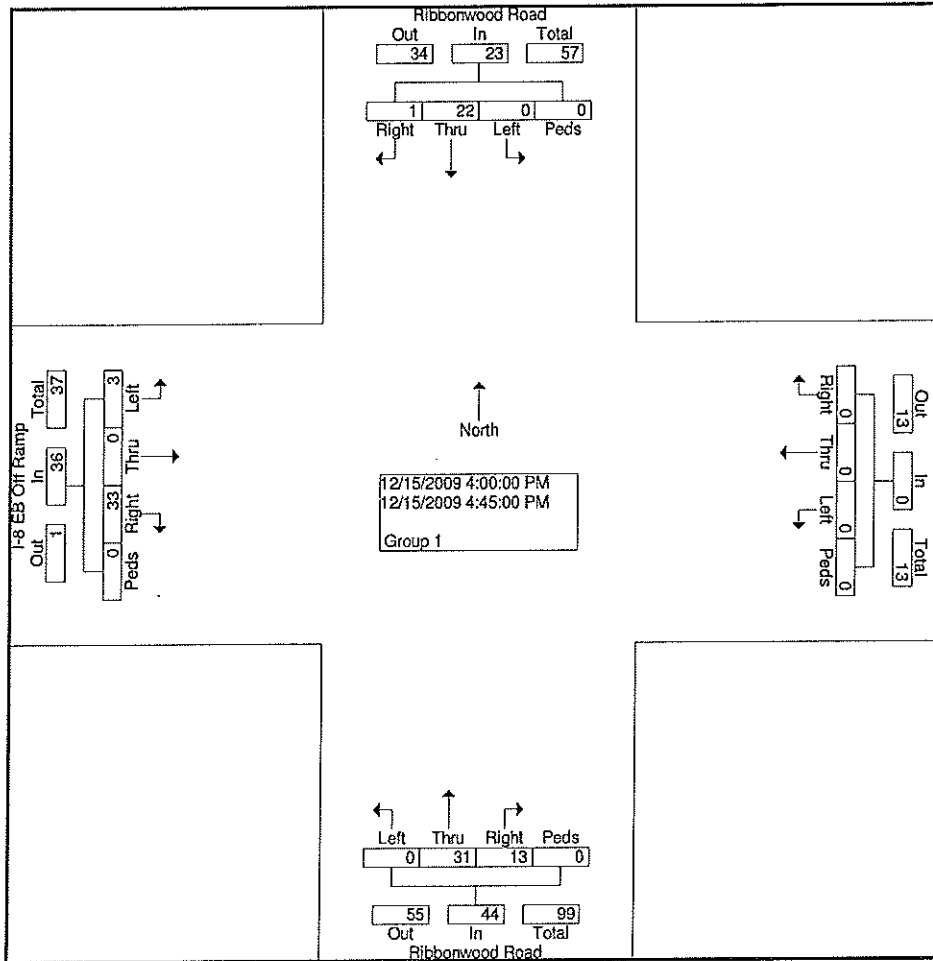 Ribbonwood Road
Out In Total
34 23 57
1 22 0 0
Right Thru Left Peds
I-8 EB Off Ramp
Total In Out
37 36 1
3 0 33 0
Left Thru Right Peds
North
12/15/2009 4:00:00 PM
12/15/2009 4:45:00 PM
Group 1
Right Thru Left Peds
0 0 0 0
Out In Total
13 0 13
Left Thru Right Peds
0 31 13 0
55 44 99
Out In Total
Ribbonwood Road